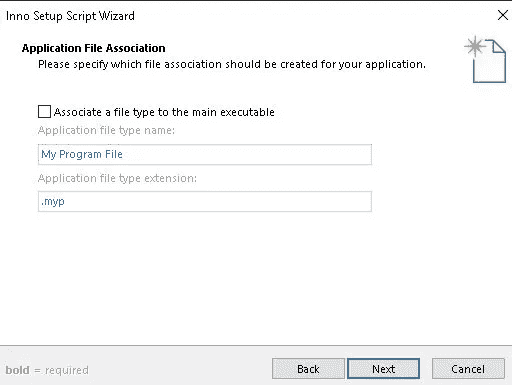 Inno Setup Script Wizard
Application File Association
Please specify which file association should be created for your application.
Associate a file type to the main executable
Application file type name:
My Program File
Application file type extension:
.myp
bold = required
Back
Next
Cancel